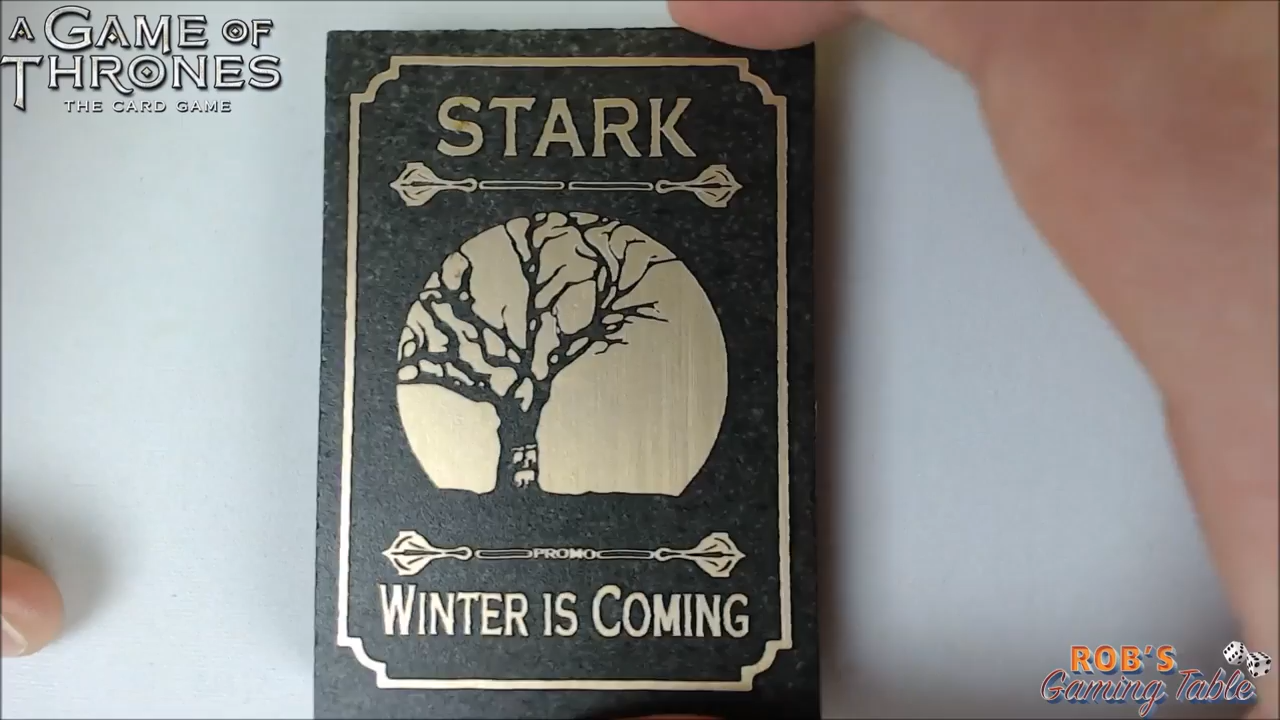 A GAME OF
THRONES
THE CARD GAME
STARK
PROMO
WINTER IS COMING
ROB'S
Gaming Table